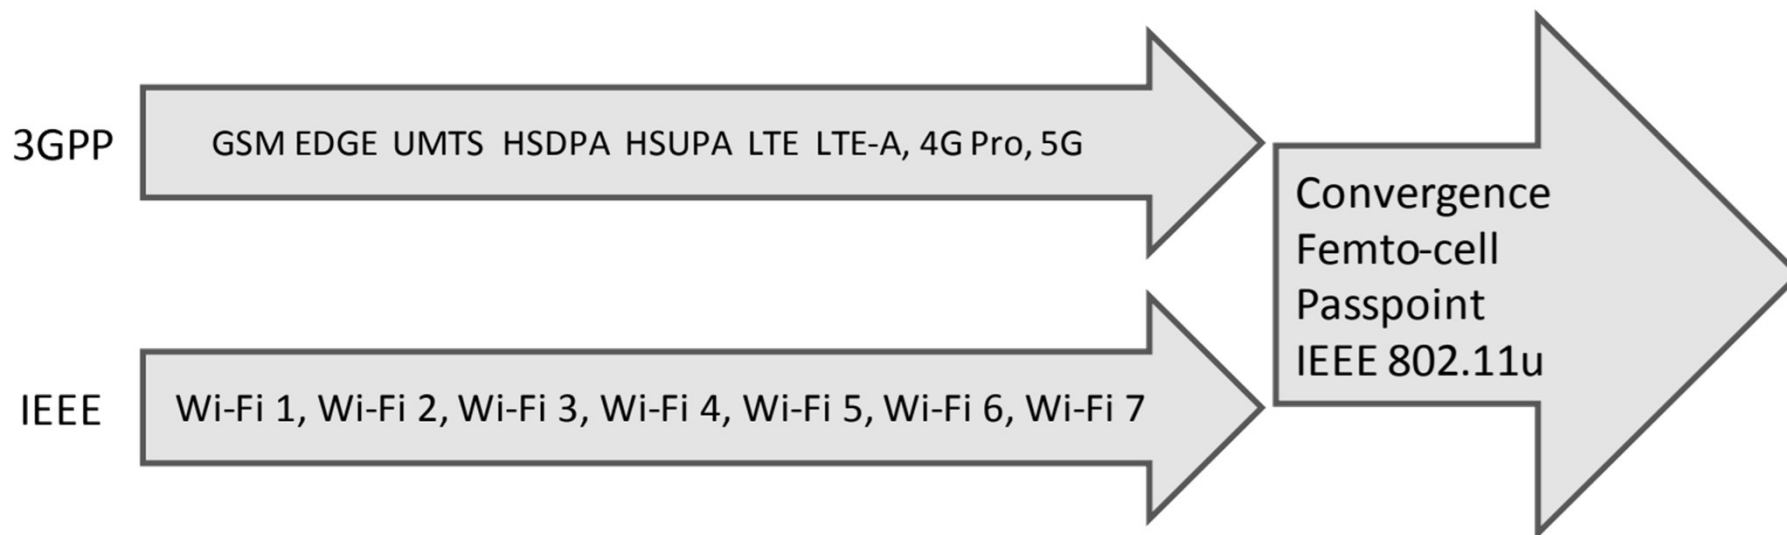 3GPP
GSM EDGE UMTS HSDPA HSUPA LTE LTE-A, 4G Pro, 5G
IEEE
Wi-Fi 1, Wi-Fi 2, Wi-Fi 3, Wi-Fi 4, Wi-Fi 5, Wi-Fi 6, Wi-Fi 7
Convergence
Femto-cell
Passpoint
IEEE 802.11u